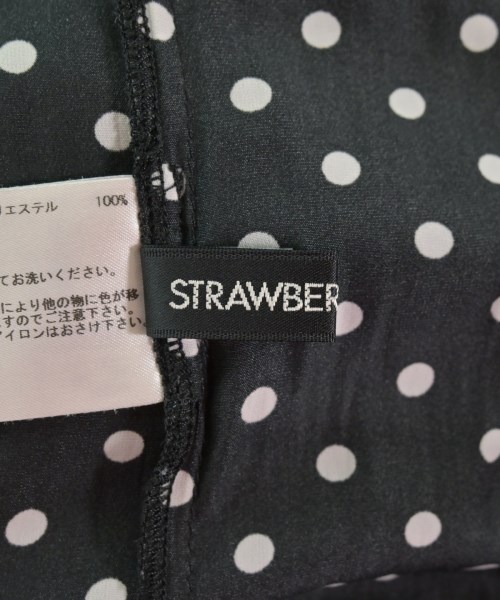 リエステル 100%
てお洗いください。
により他の物に色が移
すのでご注意下さい。
アイロンはおさけ下さい。
STRAWBER